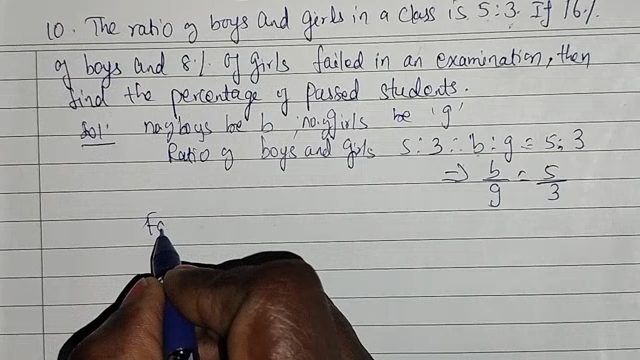 10. The ratio of boys and girls in a class is 5:3. If 16%
of boys and 8% of girls failed in an examination, then
find the percentage of passed students.
Sol: no of boys be b, no. of girls be 'g'
Ratio of boys and girls 5:3 ∴ b:g = 5:3
⇒ b/g = 5/3
Fa